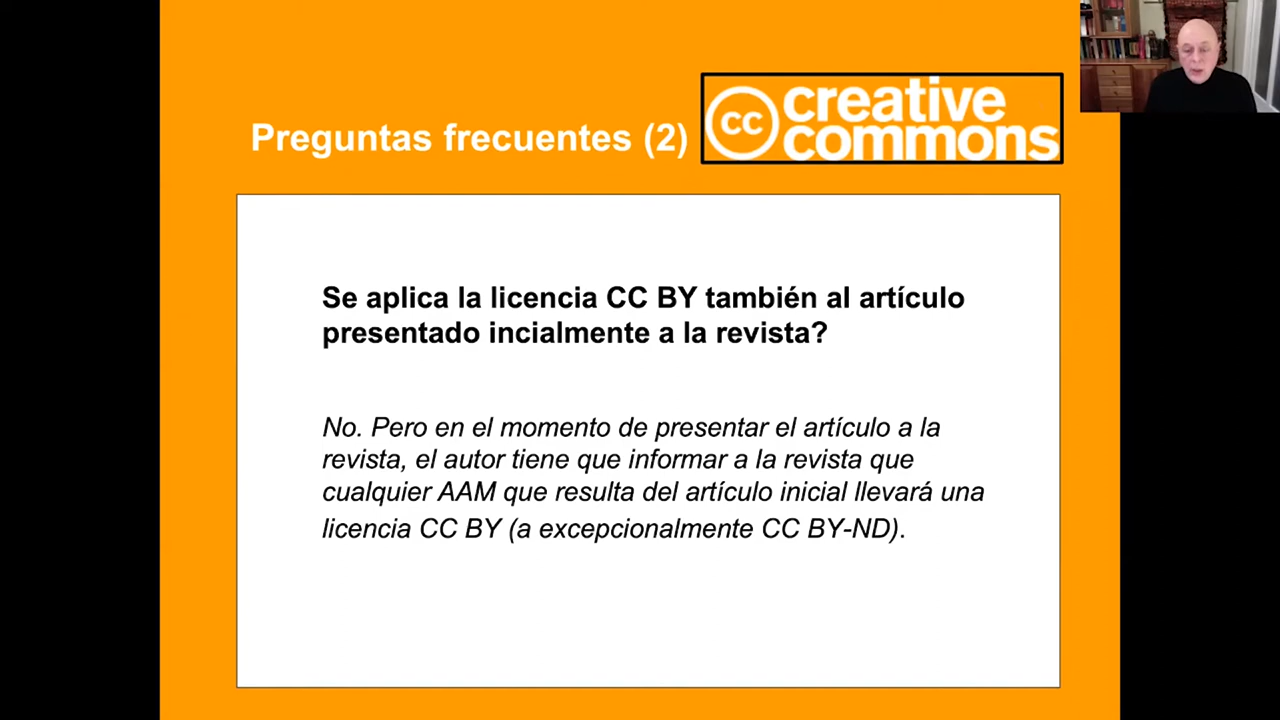 Preguntas frecuentes (2)
cc creative
commons
Se aplica la licencia CC BY también al artículo
presentado incialmente a la revista?
No. Pero en el momento de presentar el artículo a la
revista, el autor tiene que informar a la revista que
cualquier AAM que resulta del artículo inicial llevará una
licencia CC BY (a excepcionalmente CC BY-ND).